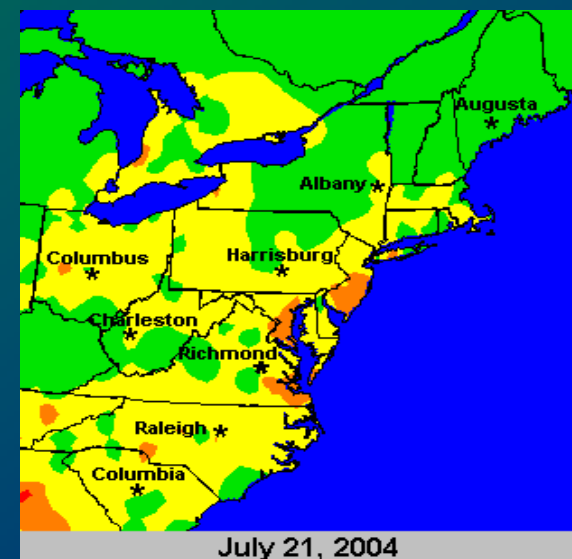 Augusta
Albany
Columbus
Harrisburg
Charleston
Richmond
Raleigh
Columbia
July 21, 2004